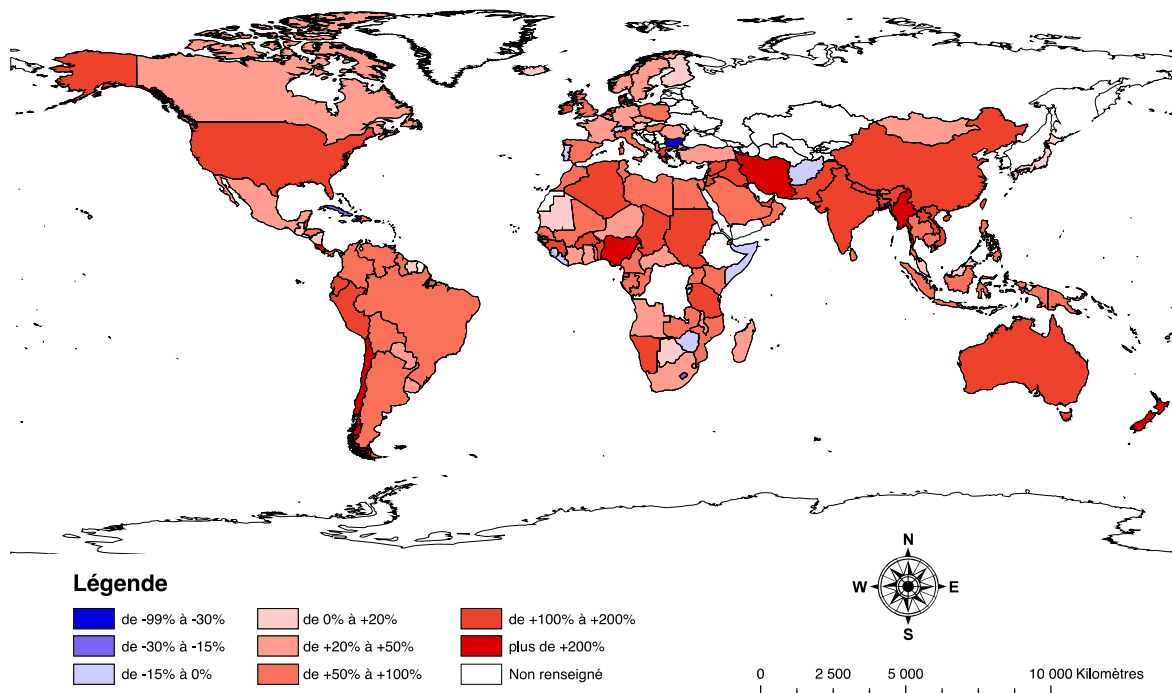 N
W E
S
Légende
de -99% à -30%
de -30% à -15%
de -15% à 0%
de 0% à +20%
de +20% à +50%
de +50% à +100%
de +100% à +200%
plus de +200%
Non renseigné
0 2 500 5 000 10 000 Kilomètres